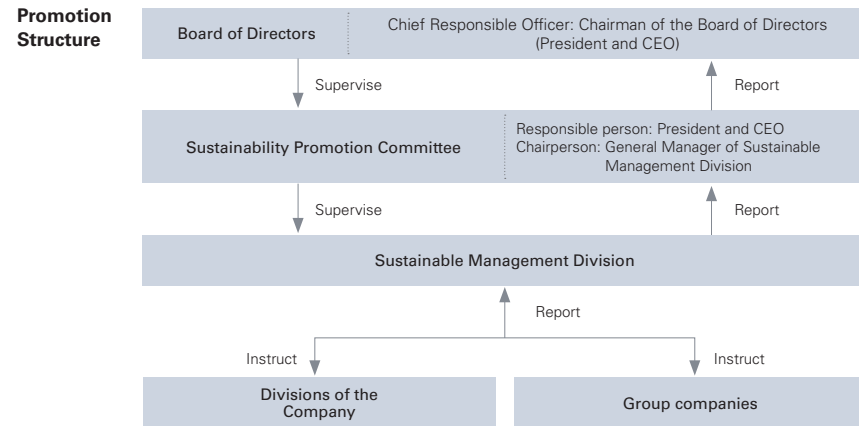 Promotion
Structure
Board of Directors
Chief Responsible Officer: Chairman of the Board of Directors
(President and CEO)
Supervise
Report
Sustainability Promotion Committee
Responsible person: President and CEO
Chairperson: General Manager of Sustainable
Management Division
Supervise
Report
Sustainable Management Division
Report
Instruct
Instruct
Divisions of the
Company
Group companies